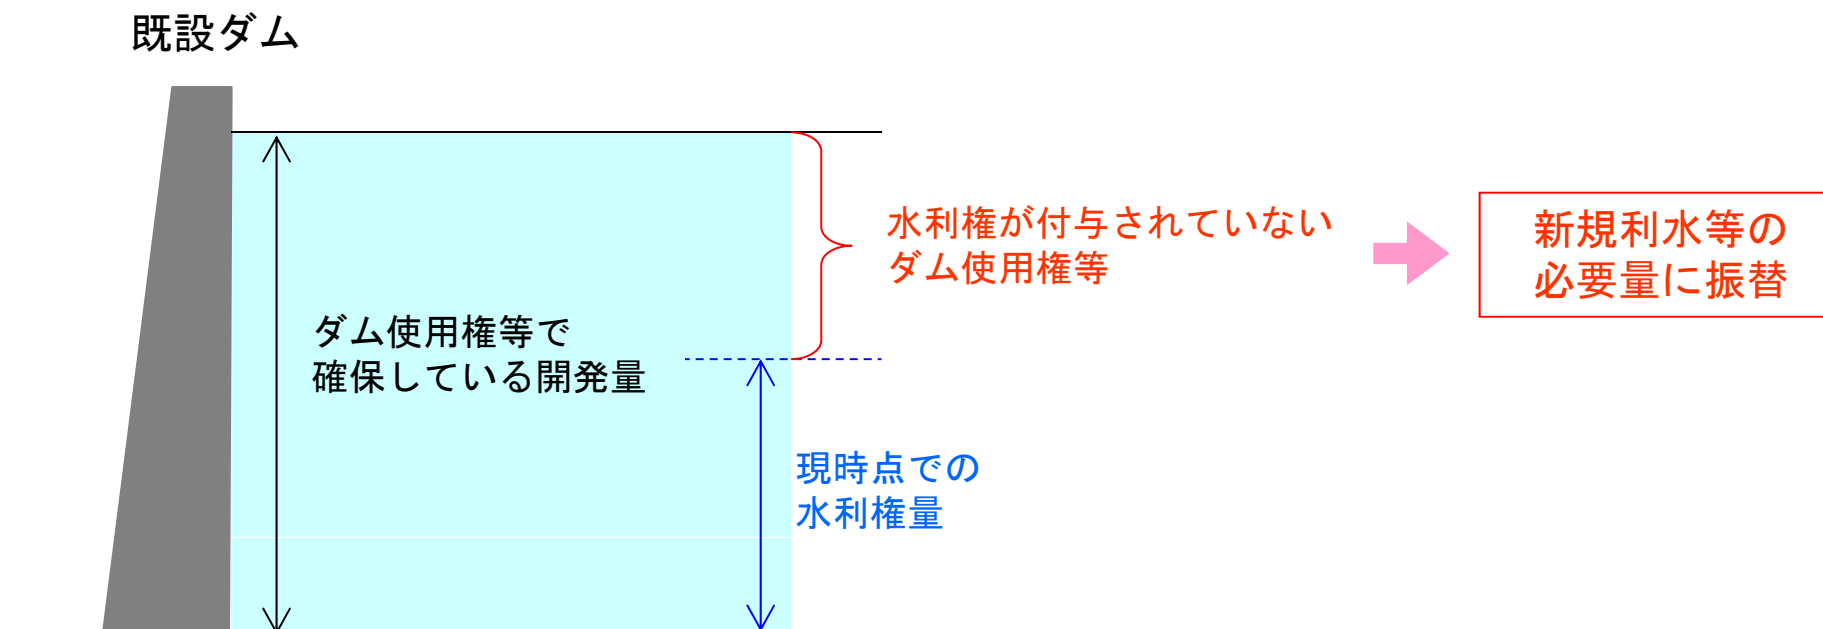 既設ダム
水利権が付与されていない
ダム使用権等
新規利水等の
必要量に振替
ダム使用権等で
確保している開発量
現時点での
水利権量